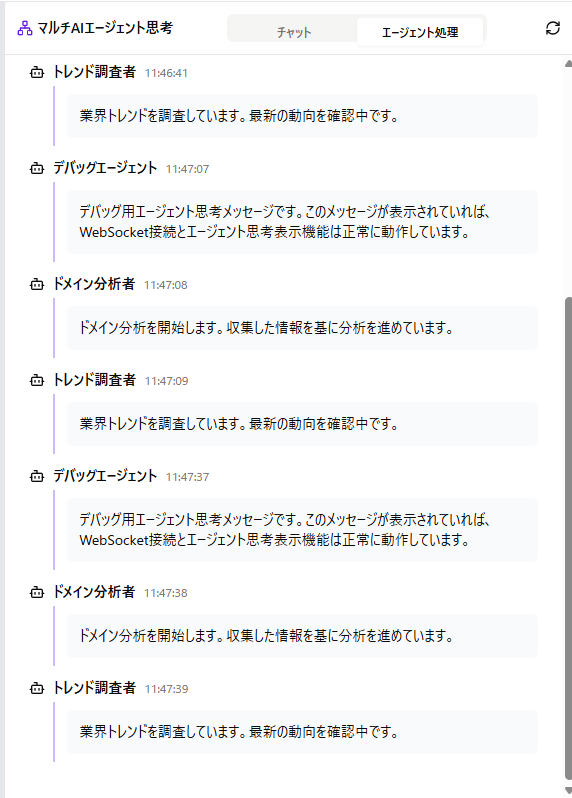 マルチAIエージェント思考
チャット
エージェント処理
トレンド調査者 11:46:41
業界トレンドを調査しています。最新の動向を確認中です。
デバッグエージェント 11:47:07
デバッグ用エージェント思考メッセージです。このメッセージが表示されていれば、
WebSocket接続とエージェント思考表示機能は正常に動作しています。
ドメイン分析者 11:47:08
ドメイン分析を開始します。収集した情報を基に分析を進めています。
トレンド調査者 11:47:09
業界トレンドを調査しています。最新の動向を確認中です。
デバッグエージェント 11:47:37
デバッグ用エージェント思考メッセージです。このメッセージが表示されていれば、
WebSocket接続とエージェント思考表示機能は正常に動作しています。
ドメイン分析者 11:47:38
ドメイン分析を開始します。収集した情報を基に分析を進めています。
トレンド調査者 11:47:39
業界トレンドを調査しています。最新の動向を確認中です。